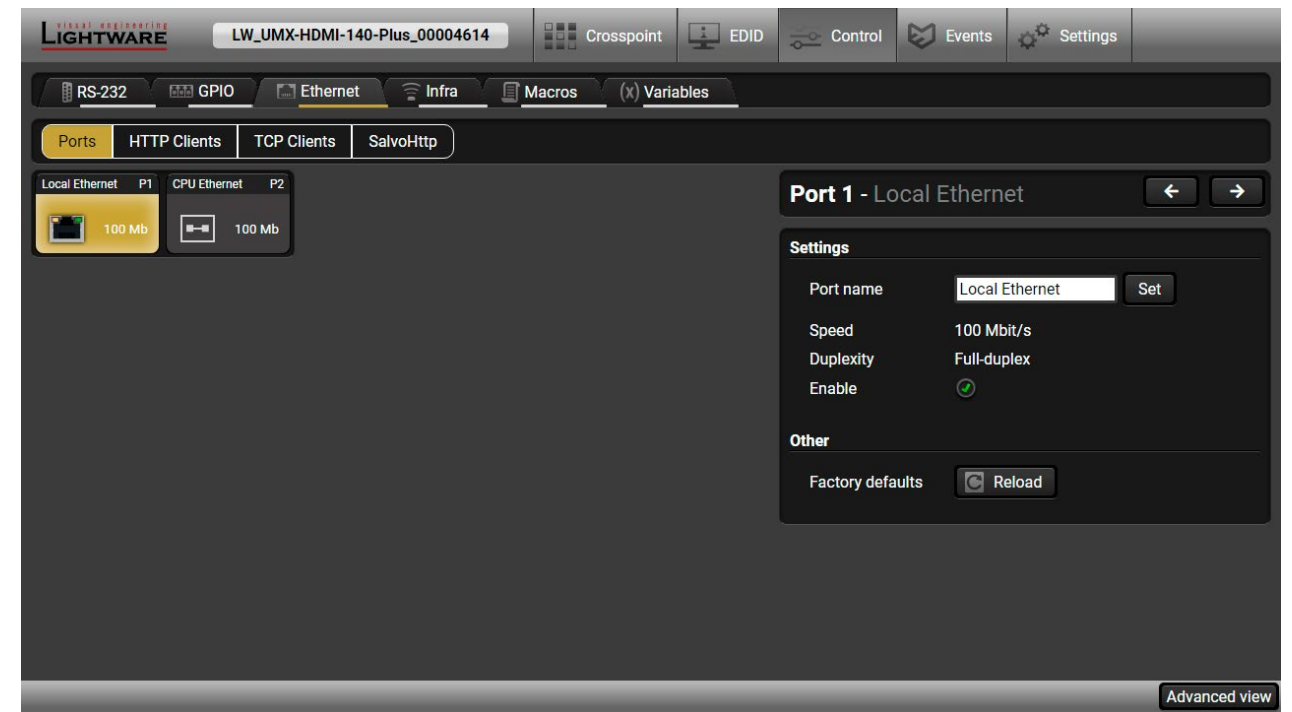 visual engineering
LIGHTWARE LW_UMX-HDMI-140-Plus_00004614 Crosspoint EDID Control Events Settings
RS-232 GPIO Ethernet Infra Macros (x) Variables
Ports HTTP Clients TCP Clients SalvoHttp
Local Ethernet P1 CPU Ethernet P2
100 Mb 100 Mb
Port 1 - Local Ethernet
Settings
Port name Local Ethernet Set
Speed 100 Mbit/s
Duplexity Full-duplex
Enable
Other
Factory defaults Reload
Advanced view